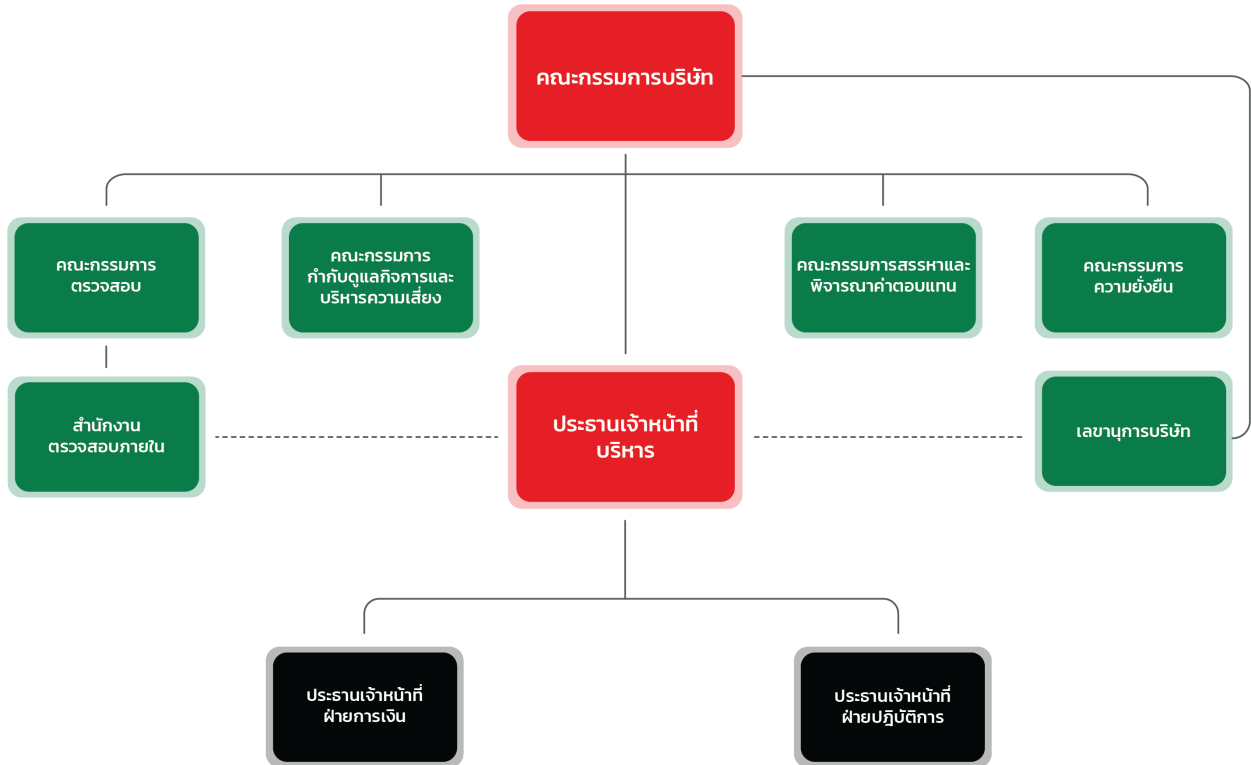 คณะกรรมการบริษัท
คณะกรรมการ
ตรวจสอบ
คณะกรรมการ
กำกับดูแลกิจการและ
บริหารความเสี่ยง
คณะกรรมการสรรหาและ
พิจารณาค่าตอบแทน
คณะกรรมการ
ความยั่งยืน
สำนักงาน
ตรวจสอบภายใน
ประธานเจ้าหน้าที่
บริหาร
เลขานุการบริษัท
ประธานเจ้าหน้าที่
ฝ่ายการเงิน
ประธานเจ้าหน้าที่
ฝ่ายปฎิบัติการ